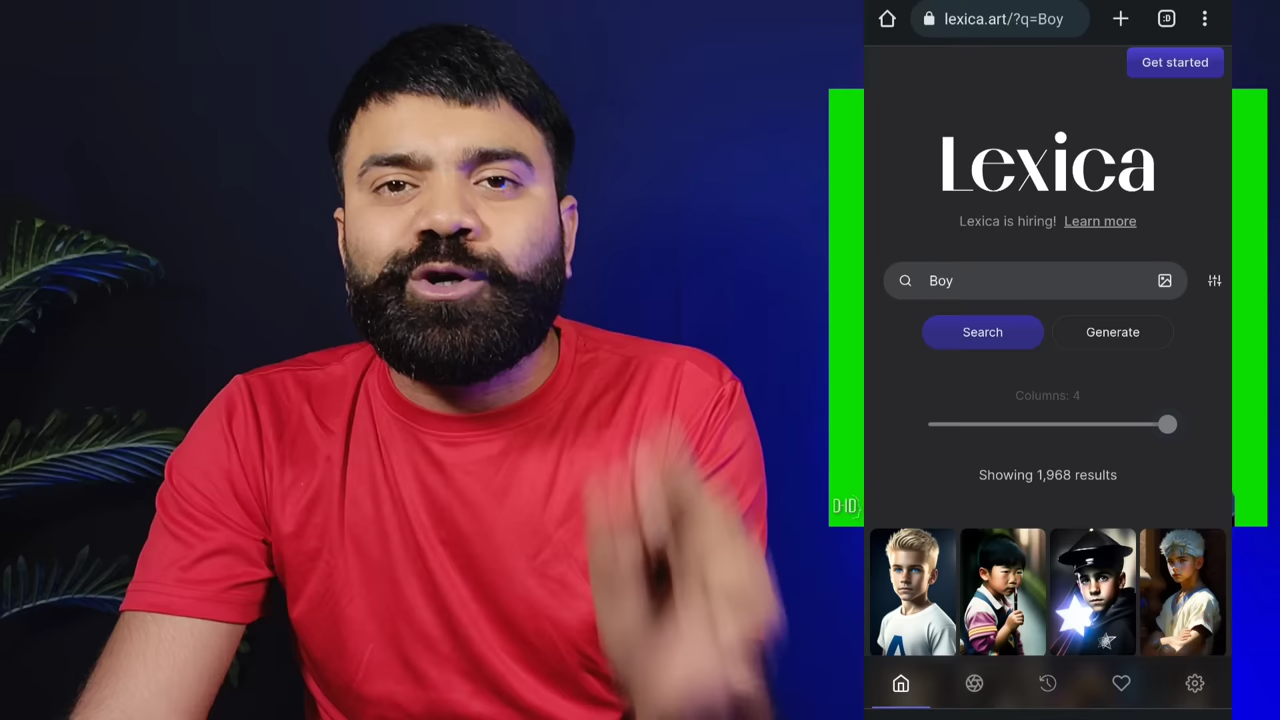 lexica.art/?q=Boy
:D
Get started
Lexica
Lexica is hiring! Learn more
Boy
Search
Generate
Columns: 4
Showing 1,968 results
D-ID
A